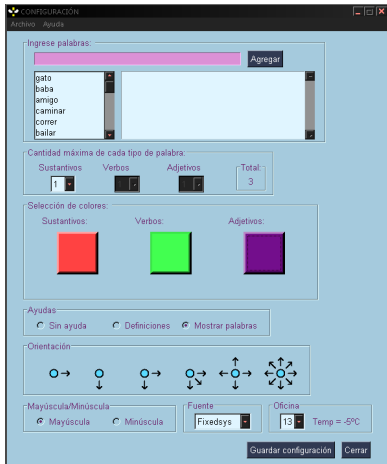 CONFIGURACIÓN
Archivo Ayuda
Ingrese palabras:
Agregar
gato
baba
amigo
caminar
correr
bailar
Cantidad máxima de cada tipo de palabra:
Sustantivos Verbos Adjetivos Total:
1 1 1 3
Selección de colores:
Sustantivos: Verbos: Adjetivos:
Ayudas
Sin ayuda Definiciones Mostrar palabras
Orientación
Mayúscula/Minúscula Fuente Oficina
Mayúscula Minúscula Fixedsys 13 Temp = -5ºC
Guardar configuración Cerrar